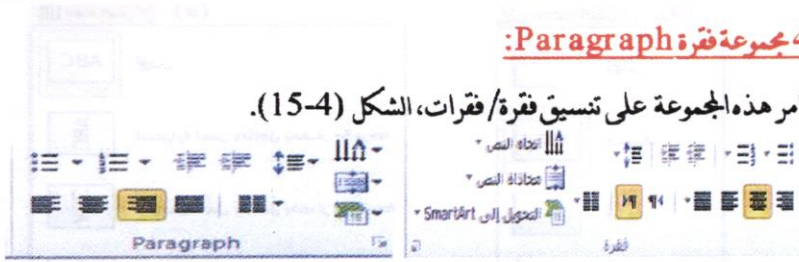 مجموعة فقرة Paragraph:
هذه المجموعة على تنسيق فقرة/ فقرات، الشكل (4-15).
اتجاه النص
محاذاة النص
التحويل إلى SmartArt
فقرة
Paragraph